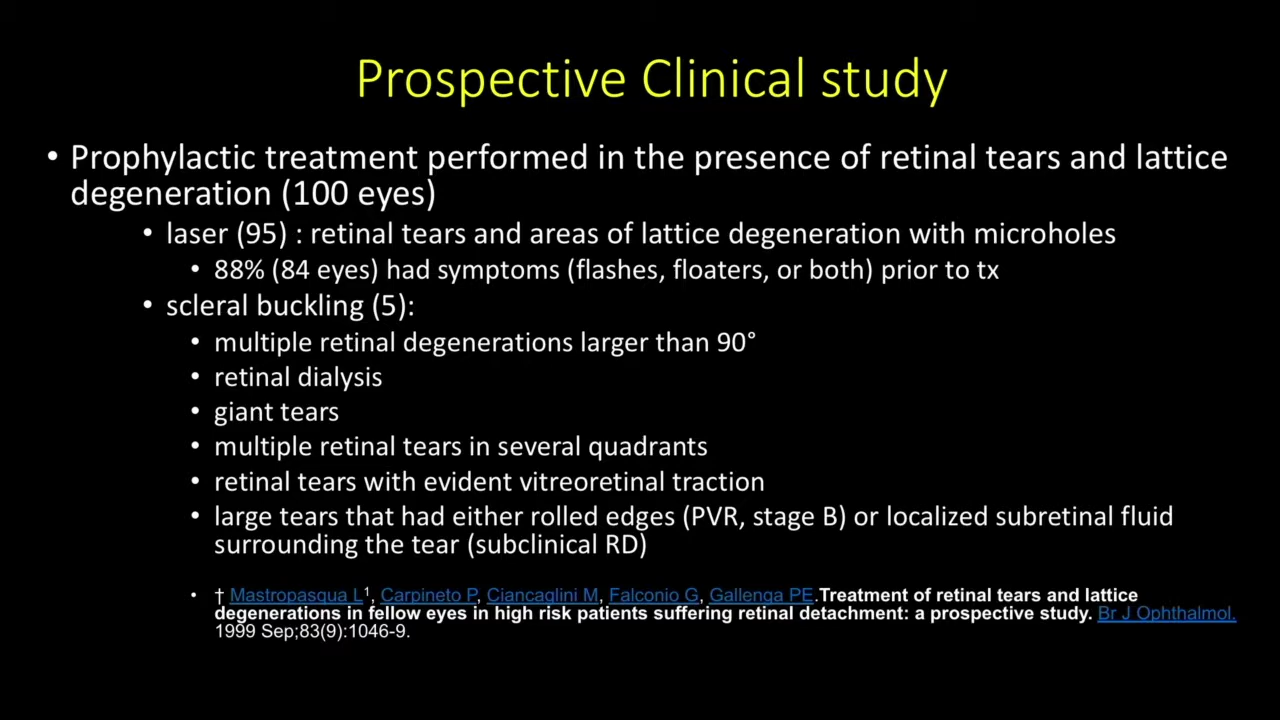 Prospective Clinical study
• Prophylactic treatment performed in the presence of retinal tears and lattice
degeneration (100 eyes)
• laser (95) : retinal tears and areas of lattice degeneration with microholes
• 88% (84 eyes) had symptoms (flashes, floaters, or both) prior to tx
• scleral buckling (5):
• multiple retinal degenerations larger than 90°
• retinal dialysis
• giant tears
• multiple retinal tears in several quadrants
• retinal tears with evident vitreoretinal traction
• large tears that had either rolled edges (PVR, stage B) or localized subretinal fluid
surrounding the tear (subclinical RD)
• † Mastropasqua L¹, Carpineto P, Ciancaglini M, Falconio G, Gallenga PE.Treatment of retinal tears and lattice
degenerations in fellow eyes in high risk patients suffering retinal detachment: a prospective study. Br J Ophthalmol.
1999 Sep;83(9):1046-9.